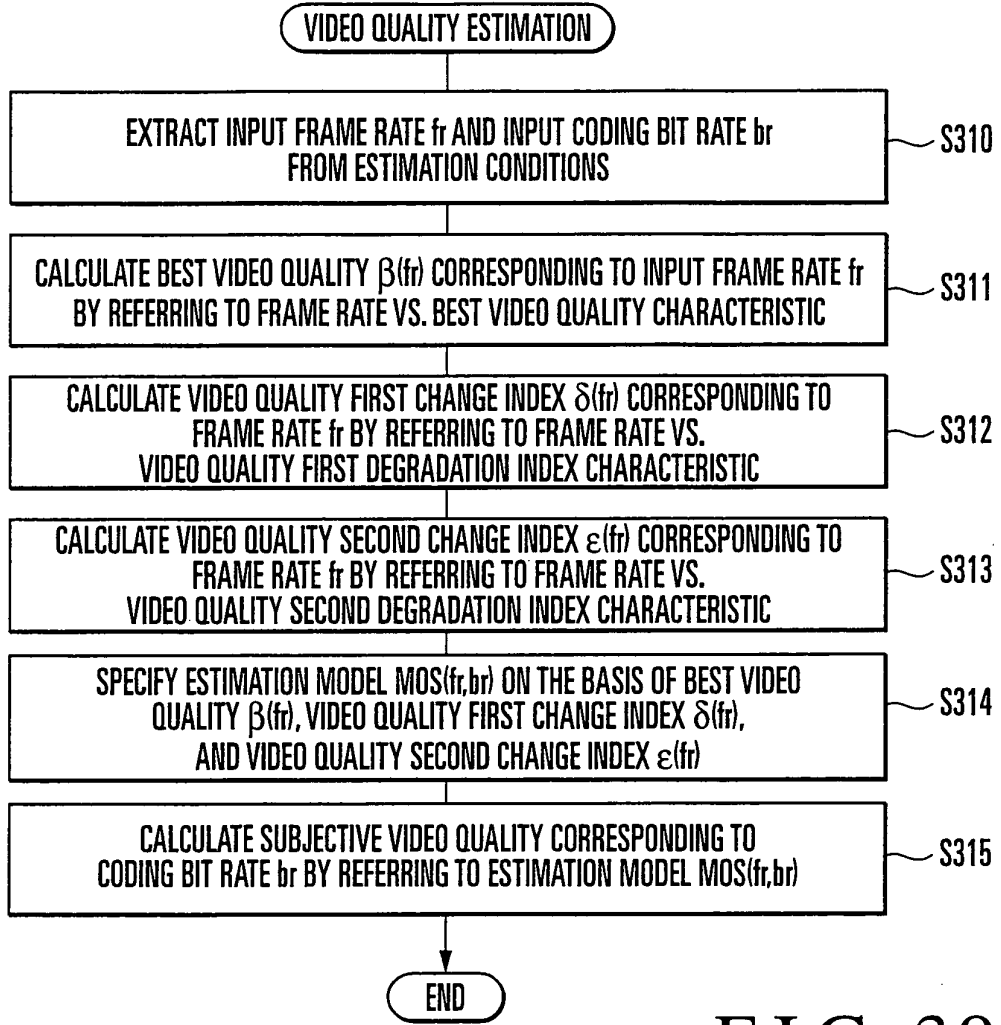 VIDEO QUALITY ESTIMATION
EXTRACT INPUT FRAME RATE fr AND INPUT CODING BIT RATE br
FROM ESTIMATION CONDITIONS
S310
CALCULATE BEST VIDEO QUALITY β(fr) CORRESPONDING TO INPUT FRAME RATE fr
BY REFERRING TO FRAME RATE VS. BEST VIDEO QUALITY CHARACTERISTIC
S311
CALCULATE VIDEO QUALITY FIRST CHANGE INDEX δ(fr) CORRESPONDING TO
FRAME RATE fr BY REFERRING TO FRAME RATE VS.
VIDEO QUALITY FIRST DEGRADATION INDEX CHARACTERISTIC
S312
CALCULATE VIDEO QUALITY SECOND CHANGE INDEX ε(fr) CORRESPONDING TO
FRAME RATE fr BY REFERRING TO FRAME RATE VS.
VIDEO QUALITY SECOND DEGRADATION INDEX CHARACTERISTIC
S313
SPECIFY ESTIMATION MODEL MOS(fr,br) ON THE BASIS OF BEST VIDEO
QUALITY β(fr), VIDEO QUALITY FIRST CHANGE INDEX δ(fr),
AND VIDEO QUALITY SECOND CHANGE INDEX ε(fr)
S314
CALCULATE SUBJECTIVE VIDEO QUALITY CORRESPONDING TO
CODING BIT RATE br BY REFERRING TO ESTIMATION MODEL MOS(fr,br)
S315
END